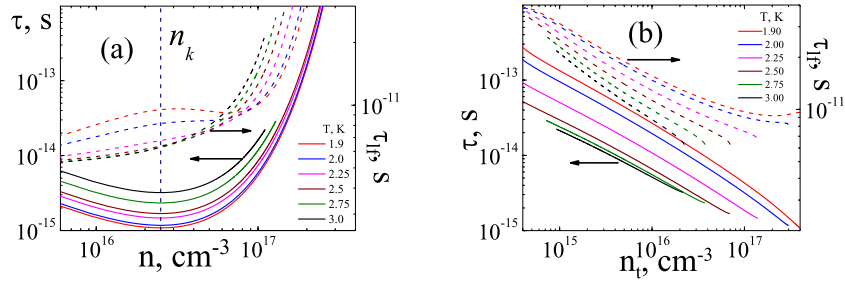 τ, s
(a)
n_k
10^-13
10^-14
10^-15
10^-11
τ_lf, s
T, K
1.9
2.0
2.25
2.5
2.75
3.0
10^16
10^17
n, cm^-3
(b)
T, K
1.90
2.00
2.25
2.50
2.75
3.00
τ, s
10^-13
10^-14
10^-15
10^-11
τ_lf, s
10^15
10^16
10^17
n_t, cm^-3